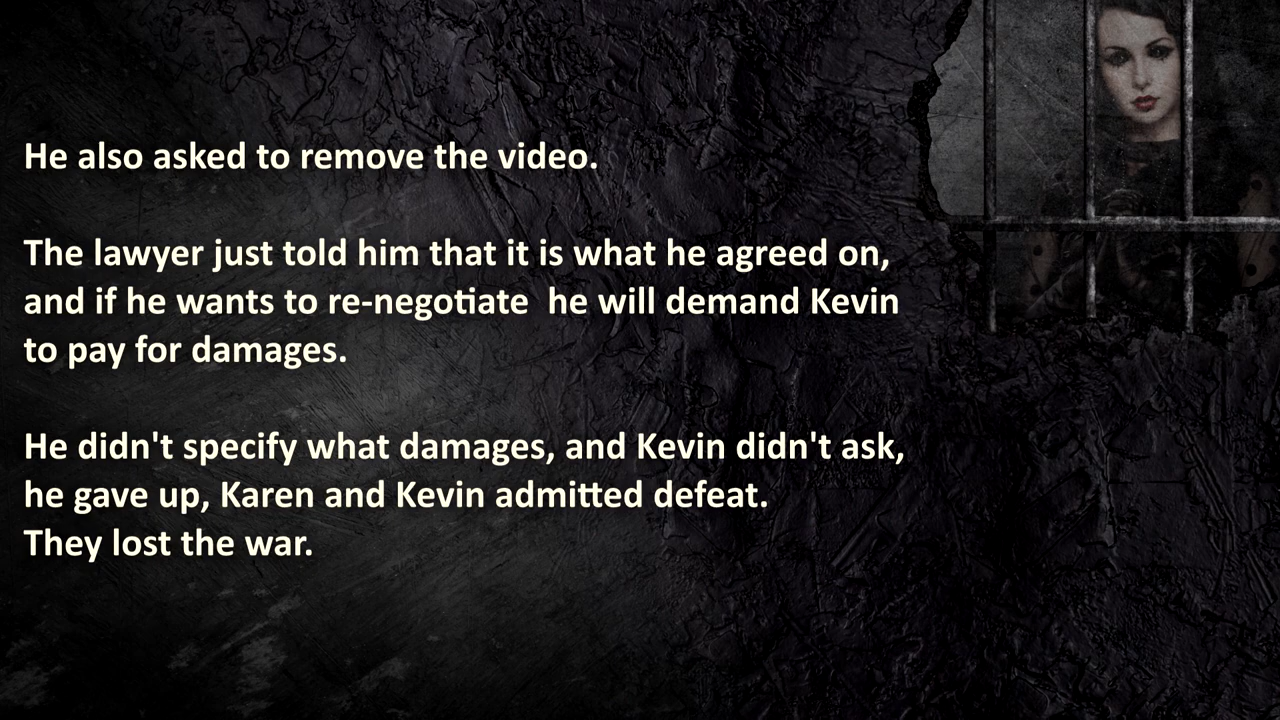 He also asked to remove the video.
The lawyer just told him that it is what he agreed on,
and if he wants to re-negotiate  he will demand Kevin
to pay for damages.
He didn't specify what damages, and Kevin didn't ask,
he gave up, Karen and Kevin admitted defeat.
They lost the war.